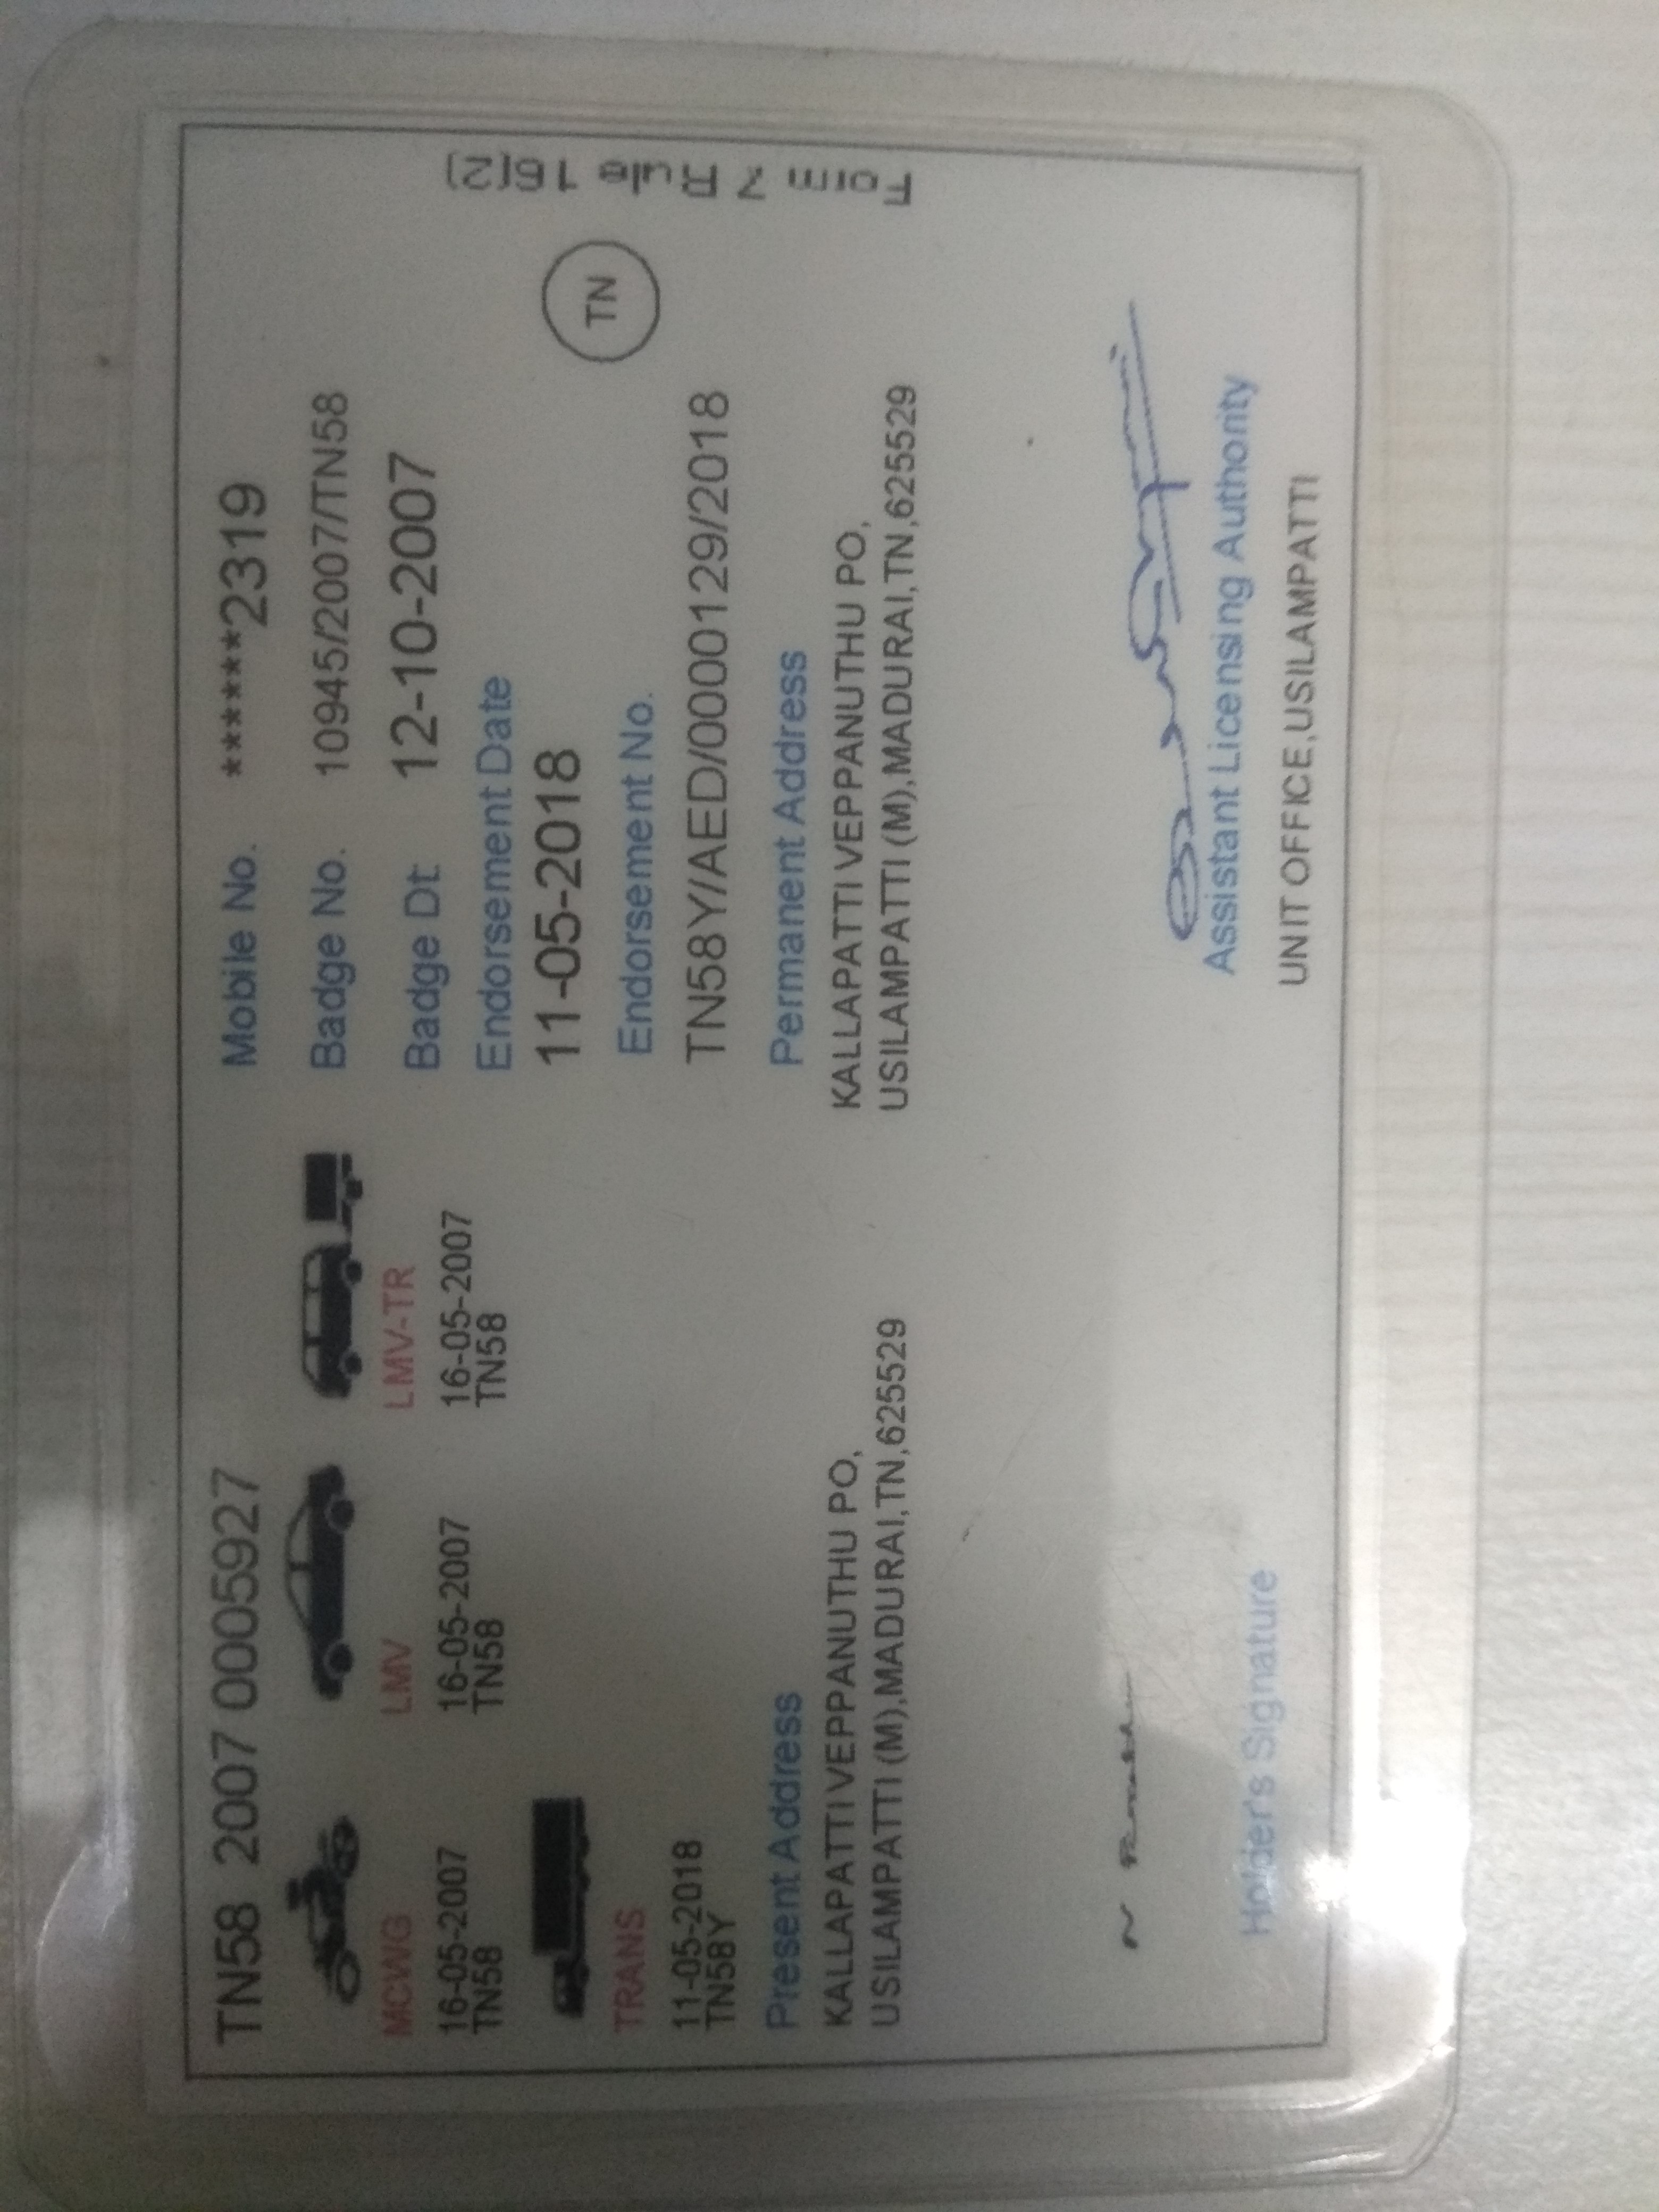 TN58 2007 0005927
Mobile No. ******2319
Badge No. 10945/2007/TN58
Badge Dt 12-10-2007
MCWG
16-05-2007
TN58
LMV
16-05-2007
TN58
LMV-TR
16-05-2007
TN58
Endorsement Date
11-05-2018
TN
Form 7 Rule 16(2)
TRANS
11-05-2018
TN58Y
Endorsement No.
TN58Y/AED/000129/2018
Present Address
KALLAPATTI VEPPANUTHU PO,
USILAMPATTI (M),MADURAI,TN,625529
Permanent Address
KALLAPATTI VEPPANUTHU PO,
USILAMPATTI (M),MADURAI,TN,625529
Holder's Signature
Assistant Licensing Authority
UNIT OFFICE,USILAMPATTI